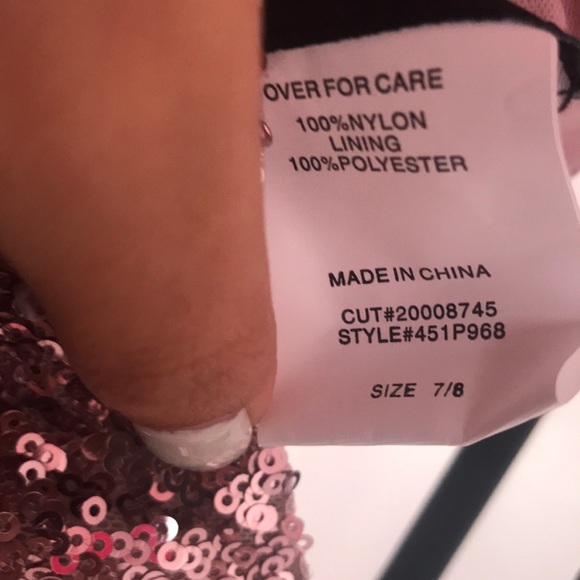 OVER FOR CARE
100%NYLON
LINING
100%POLYESTER
MADE IN CHINA
CUT#20008745
STYLE#451P968
SIZE 7/8